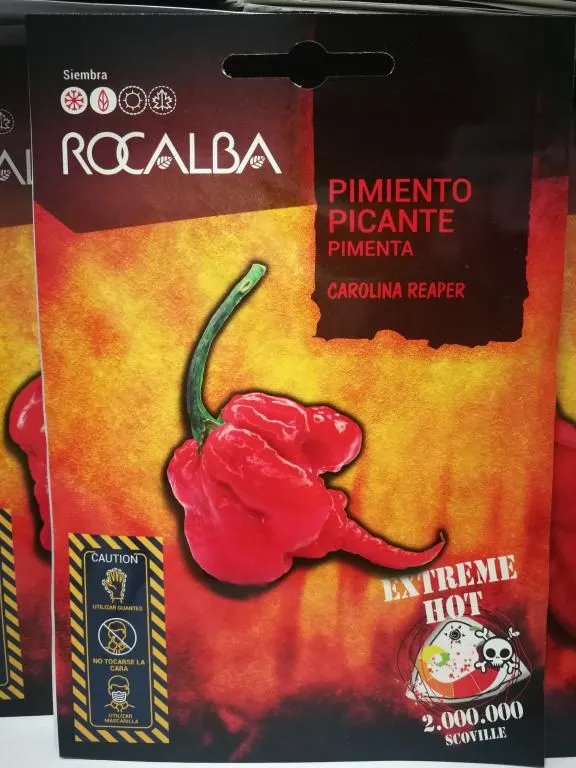 Siembra
ROCALBA
PIMIENTO
PICANTE
PIMENTA
CAROLINA REAPER
CAUTION
UTILIZAR GUANTES
NO TOCARSE LA
CARA
UTILIZAR
MASCARILLA
EXTREME
HOT
2.000.000
SCOVILLE
AL